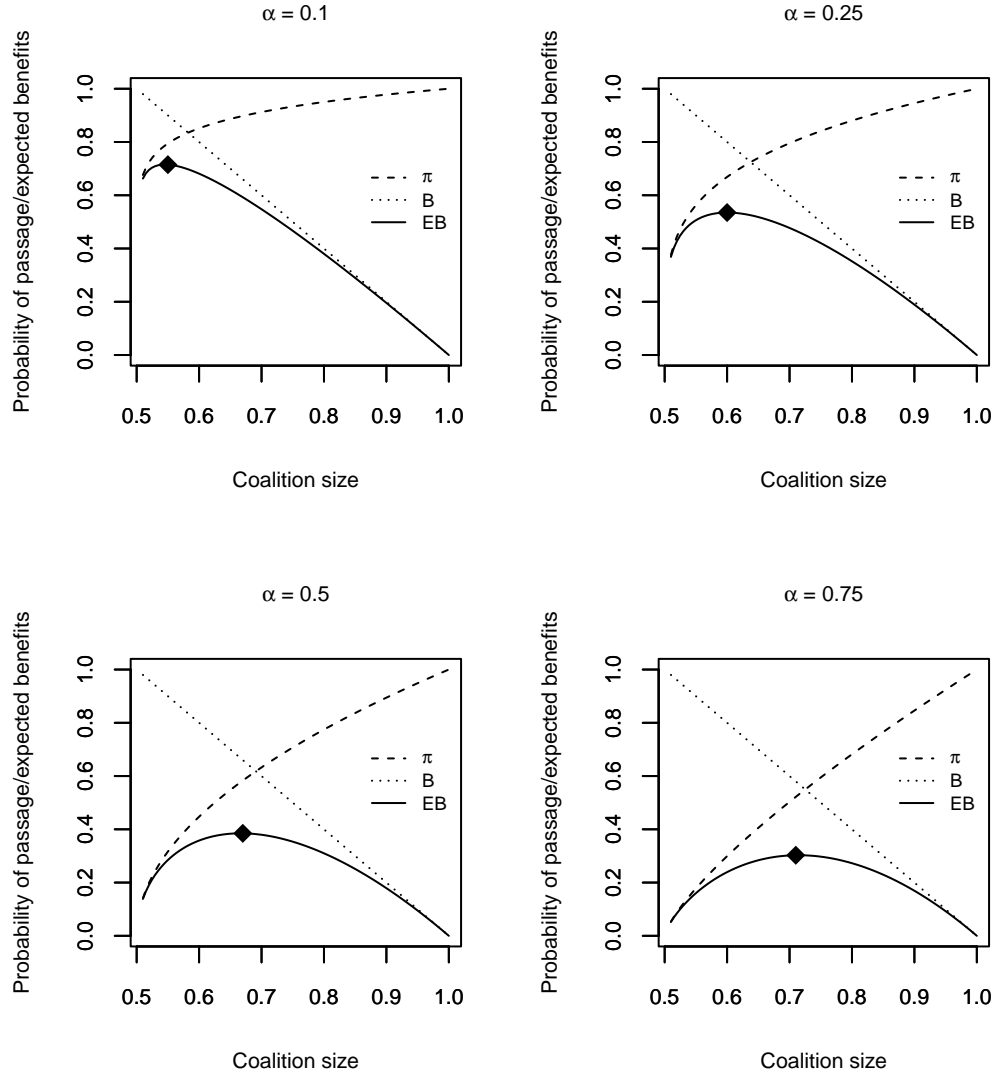 α = 0.1
Probability of passage/expected benefits
1.0
0.8
0.6
0.4
0.2
0.0
π
B
EB
0.5 0.6 0.7 0.8 0.9 1.0
Coalition size
α = 0.25
Probability of passage/expected benefits
1.0
0.8
0.6
0.4
0.2
0.0
π
B
EB
0.5 0.6 0.7 0.8 0.9 1.0
Coalition size
α = 0.5
Probability of passage/expected benefits
1.0
0.8
0.6
0.4
0.2
0.0
π
B
EB
0.5 0.6 0.7 0.8 0.9 1.0
Coalition size
α = 0.75
Probability of passage/expected benefits
1.0
0.8
0.6
0.4
0.2
0.0
π
B
EB
0.5 0.6 0.7 0.8 0.9 1.0
Coalition size